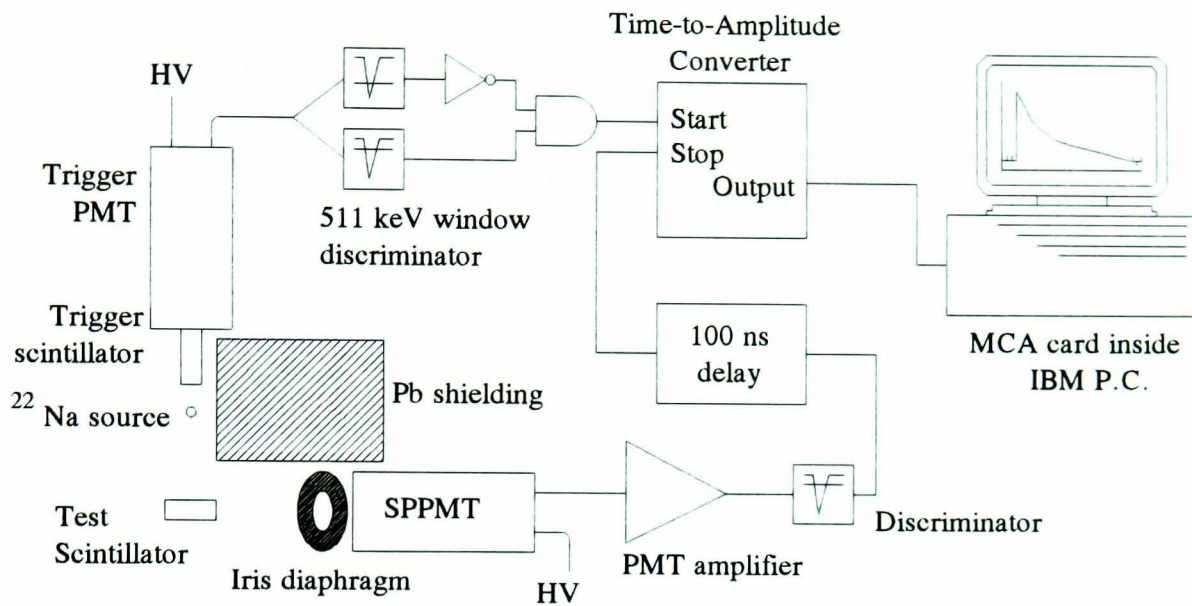 Time-to-Amplitude
Converter
HV
Start
Stop
Output
Trigger
PMT
511 keV window
discriminator
Trigger
scintillator
100 ns
delay
MCA card inside
IBM P.C.
22 Na source
Pb shielding
SPPMT
Test
Scintillator
Discriminator
Iris diaphragm
HV
PMT amplifier